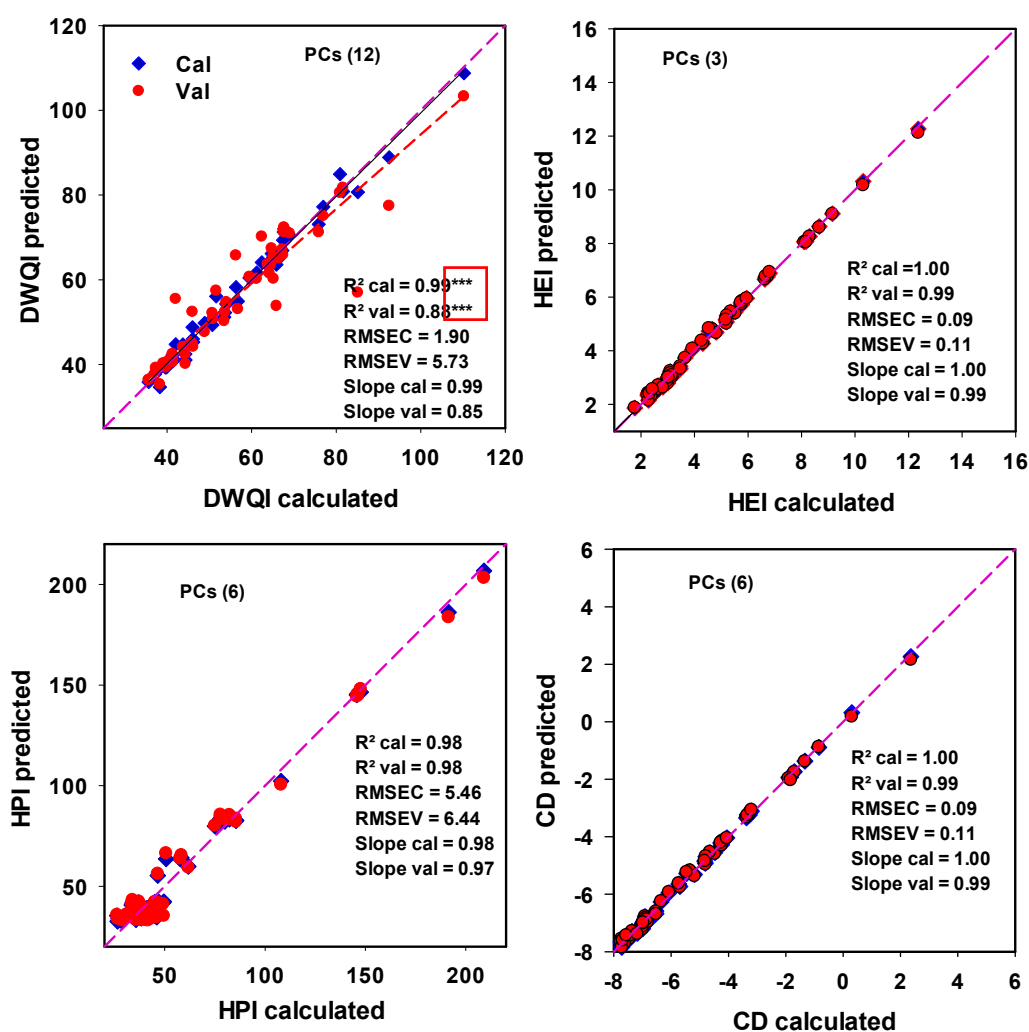 120
100
80
60
40
DWQI predicted
Cal
Val
PCs (12)
R² cal = 0.99***
R² val = 0.88***
RMSEC = 1.90
RMSEV = 5.73
Slope cal = 0.99
Slope val = 0.85
40 60 80 100 120
DWQI calculated
16
14
12
10
8
6
4
2
HEI predicted
PCs (3)
R² cal =1.00
R² val = 0.99
RMSEC = 0.09
RMSEV = 0.11
Slope cal = 1.00
Slope val = 0.99
2 4 6 8 10 12 14 16
HEI calculated
200
150
100
50
HPI predicted
PCs (6)
R² cal = 0.98
R² val = 0.98
RMSEC = 5.46
RMSEV = 6.44
Slope cal = 0.98
Slope val = 0.97
50 100 150 200
HPI calculated
6
4
2
0
-2
-4
-6
-8
CD predicted
PCs (6)
R² cal = 1.00
R² val = 0.99
RMSEC = 0.09
RMSEV = 0.11
Slope cal = 1.00
Slope val = 0.99
-8 -6 -4 -2 0 2 4 6
CD calculated